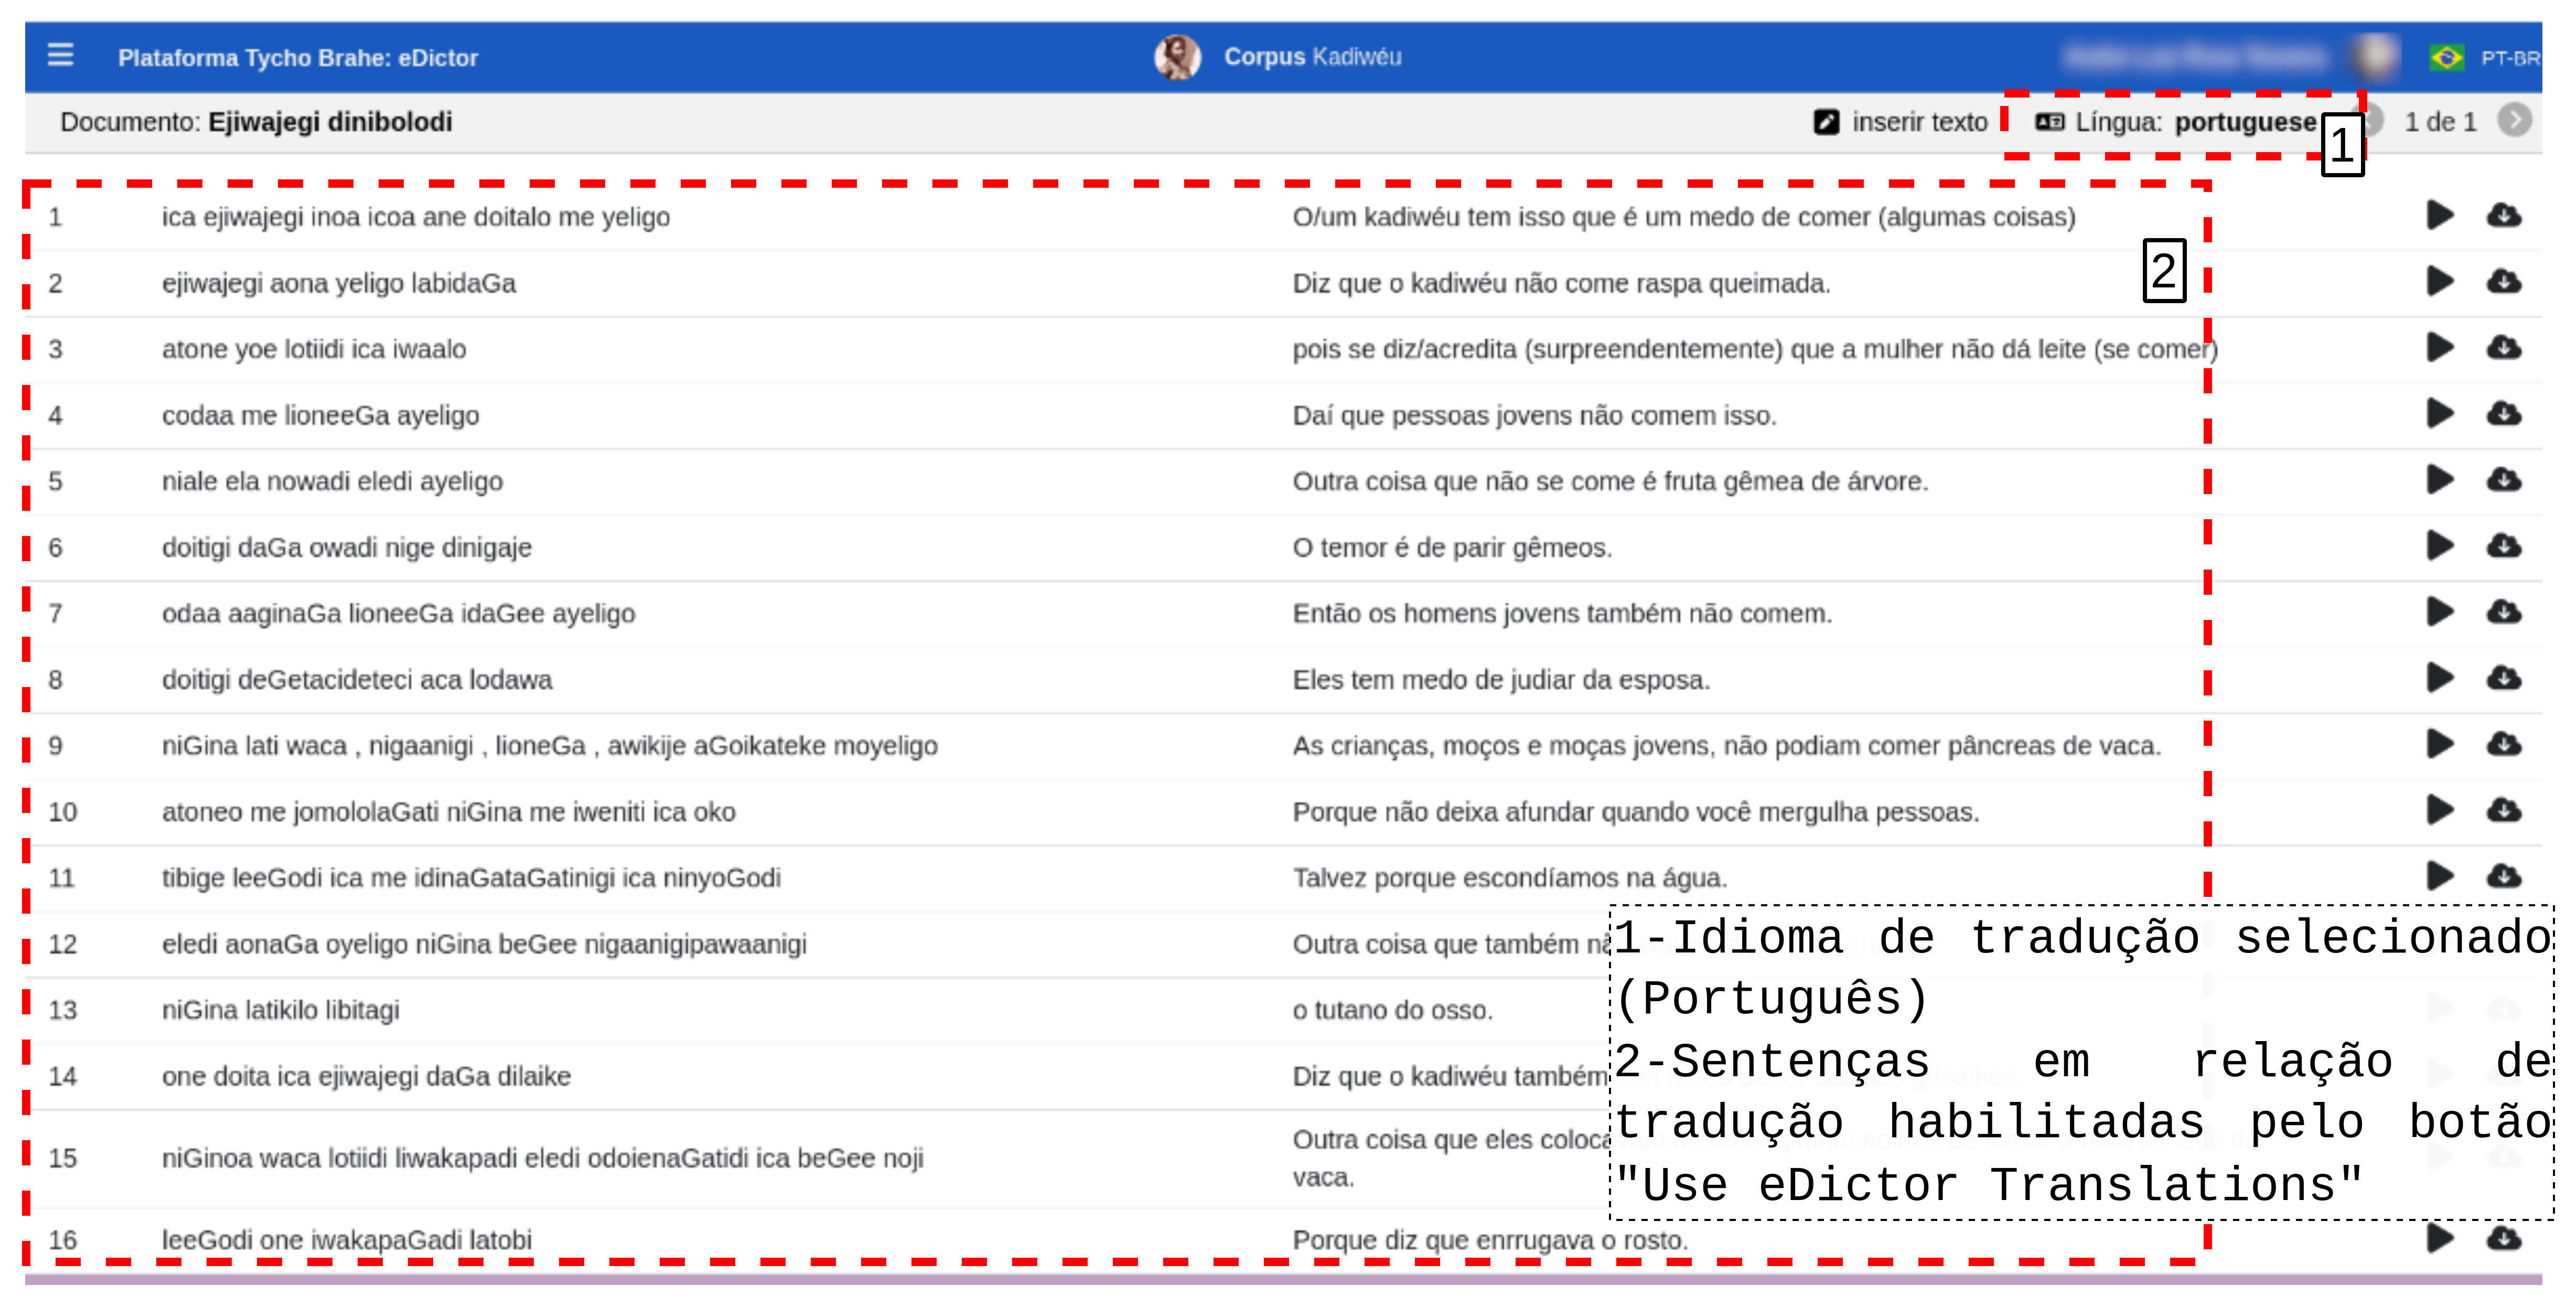 Plataforma Tycho Brahe: eDictor
Corpus Kadiwéu
PT-BR
Documento: Ejiwajegi dinibolodi
inserir texto
Língua: portuguese
1
1 de 1
2
1 ica ejiwajegi inoa icoa ane doitalo me yeligo O/um kadiwéu tem isso que é um medo de comer (algumas coisas)
2 ejiwajegi aona yeligo labidaGa Diz que o kadiwéu não come raspa queimada.
3 atone yoe lotiidi ica iwaalo pois se diz/acredita (surpreendentemente) que a mulher não dá leite (se comer)
4 codaa me lioneeGa ayeligo Daí que pessoas jovens não comem isso.
5 niale ela nowadi eledi ayeligo Outra coisa que não se come é fruta gêmea de árvore.
6 doitigi daGa owadi nige dinigaje O temor é de parir gêmeos.
7 odaa aaginaGa lioneeGa idaGee ayeligo Então os homens jovens também não comem.
8 doitigi deGetacideteci aca lodawa Eles tem medo de judiar da esposa.
9 niGina lati waca , nigaanigi , lioneGa , awikije aGoikateke moyeligo As crianças, moços e moças jovens, não podiam comer pâncreas de vaca.
10 atoneo me jomololaGati niGina me iweniti ica oko Porque não deixa afundar quando você mergulha pessoas.
11 tibige leeGodi ica me idinaGataGatinigi ica ninyoGodi Talvez porque escondíamos na água.
12 eledi aonaGa oyeligo niGina beGee nigaanigipawaanigi Outra coisa que também
13 niGina latikilo libitagi o tutano do osso.
14 one doita ica ejiwajegi daGa dilaike Diz que o kadiwéu também
15 niGinoa waca lotiidi liwakapadi eledi odoienaGatidi ica beGee noji Outra coisa que eles
vaca.
16 leeGodi one iwakapaGadi latobi Porque diz que enrrugava o rosto.
1-Idioma de tradução selecionado
(Português)
2-Sentenças em relação de
tradução habilitadas pelo botão
"Use eDictor Translations"